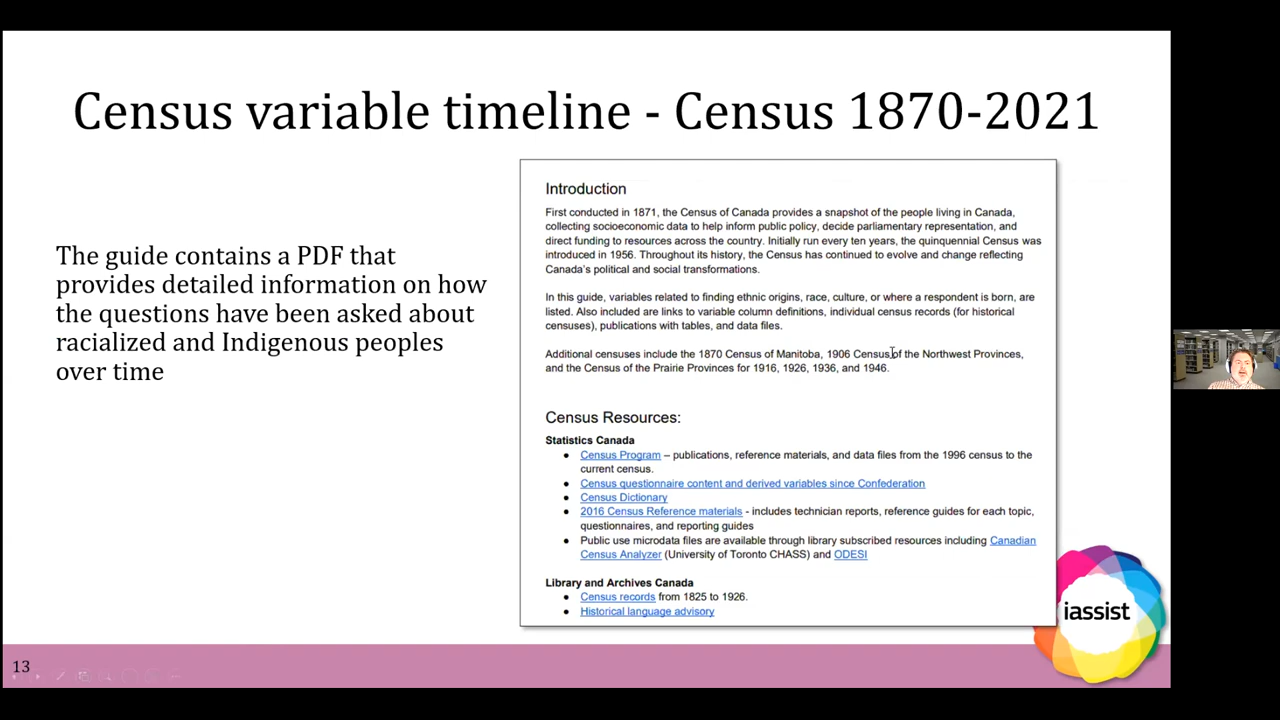 Census variable timeline - Census 1870-2021
The guide contains a PDF that
provides detailed information on how
the questions have been asked about
racialized and Indigenous peoples
over time
Introduction
First conducted in 1871, the Census of Canada provides a snapshot of the people living in Canada,
collecting socioeconomic data to help inform public policy, decide parliamentary representation, and
direct funding to resources across the country. Initially run every ten years, the quinquennial Census was
introduced in 1956. Throughout its history, the Census has continued to evolve and change reflecting
Canada's political and social transformations.
In this guide, variables related to finding ethnic origins, race, culture, or where a respondent is born, are
listed. Also included are links to variable column definitions, individual census records (for historical
censuses), publications with tables, and data files.
Additional censuses include the 1870 Census of Manitoba, 1906 Census of the Northwest Provinces,
and the Census of the Prairie Provinces for 1916, 1926, 1936, and 1946.
Census Resources:
Statistics Canada
● Census Program – publications, reference materials, and data files from the 1996 census to the
current census.
● Census questionnaire content and derived variables since Confederation
● Census Dictionary
● 2016 Census Reference materials - includes technician reports, reference guides for each topic,
questionnaires, and reporting guides
● Public use microdata files are available through library subscribed resources including Canadian
Census Analyzer (University of Toronto CHASS) and ODESI
Library and Archives Canada
● Census records from 1825 to 1926.
● Historical language advisory
iassist
13